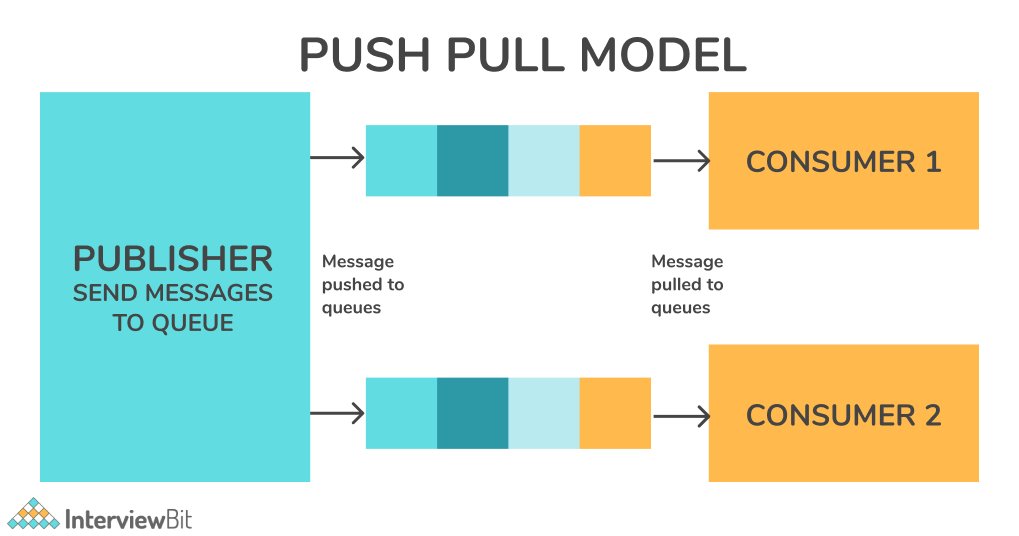 PUSH PULL MODEL
PUBLISHER
SEND MESSAGES
TO QUEUE
Message
pushed to
queues
CONSUMER 1
Message
pulled to
queues
CONSUMER 2
InterviewBit